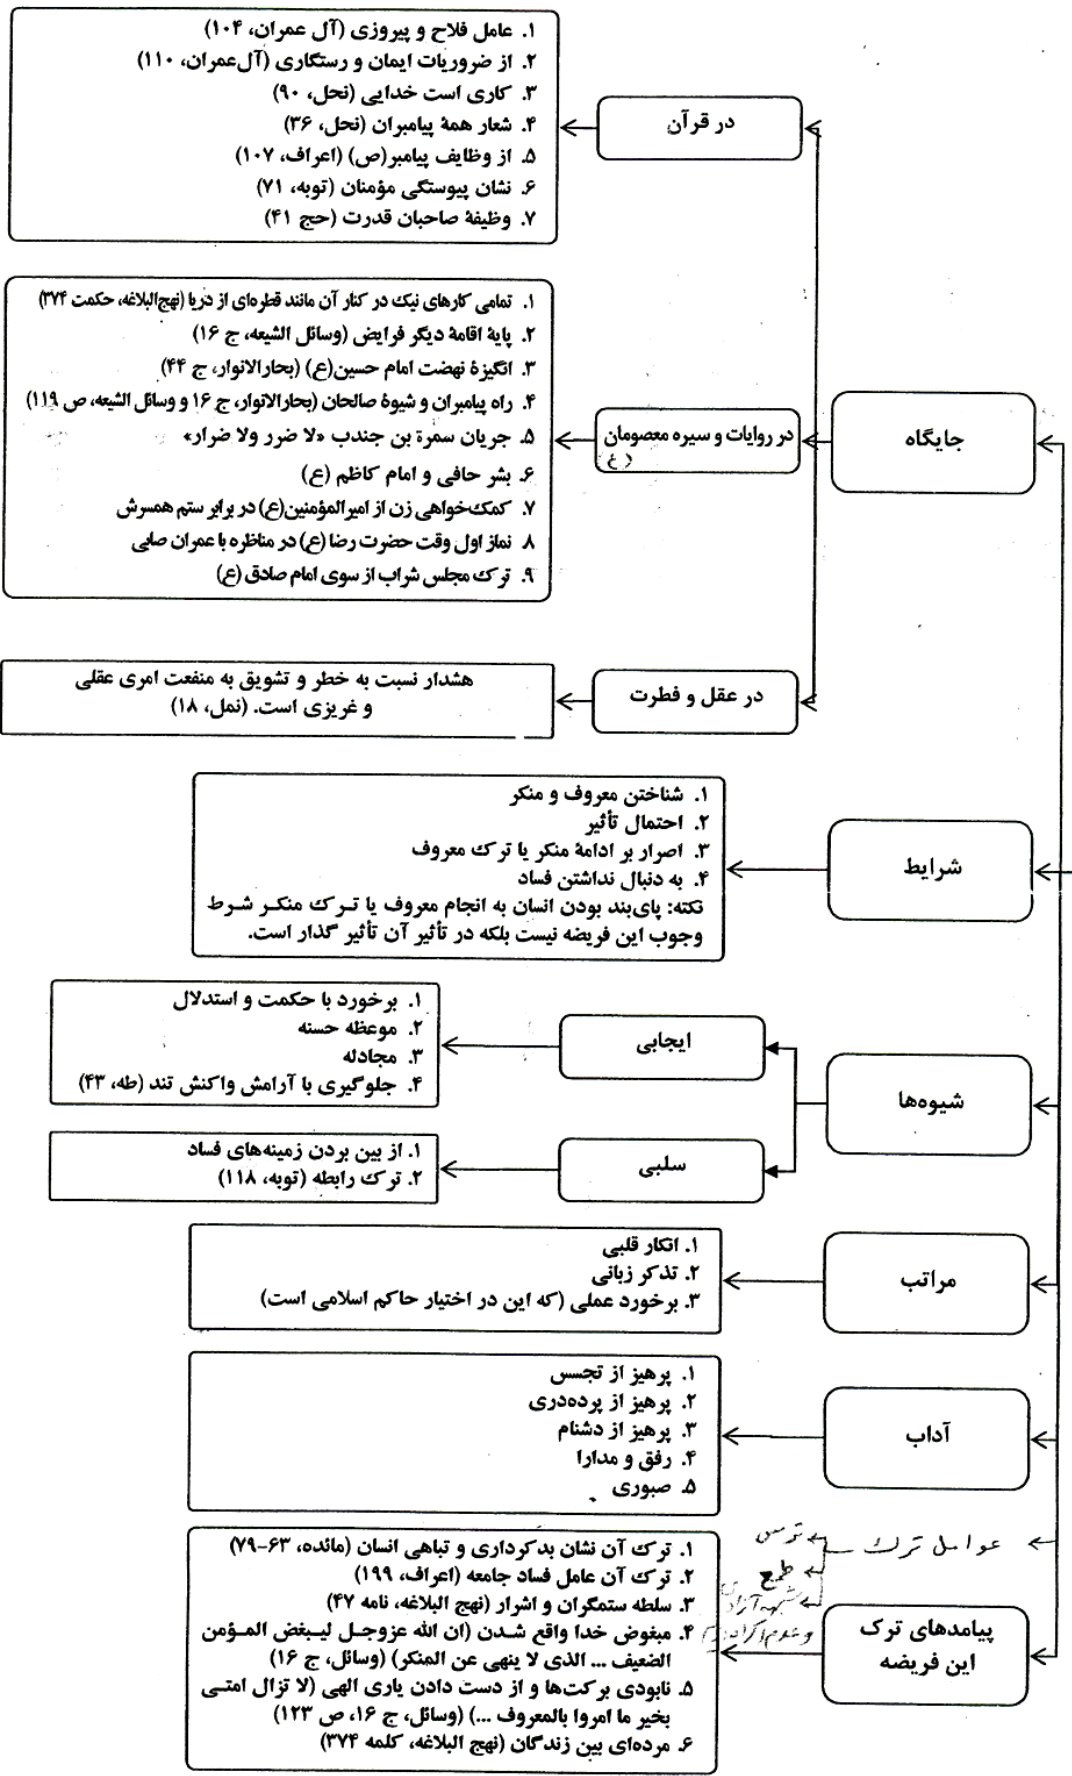 جایگاه
در قرآن
۱. عامل فلاح و پیروزی (آل عمران، ۱۰۴)
۲. از ضروریات ایمان و رستگاری (آل‌عمران، ۱۱۰)
۳. کاری است خدایی (نحل، ۹۰)
۴. شعار همهٔ پیامبران (نحل، ۳۶)
۵. از وظایف پیامبر(ص) (اعراف، ۱۰۷)
۶. نشان پیوستگی مؤمنان (توبه، ۷۱)
۷. وظیفهٔ صاحبان قدرت (حج ۴۱)
در روایات و سیره معصومان
(ع)
۱. تمامی کارهای نیک در کنار آن مانند قطره‌ای از دریا (نهج‌البلاغه، حکمت ۳۷۴)
۲. پایهٔ اقامهٔ دیگر فرایض (وسائل الشیعه، ج ۱۶)
۳. انگیزهٔ نهضت امام حسین(ع) (بحارالانوار، ج ۴۴)
۴. راه پیامبران و شیوهٔ صالحان (بحارالانوار، ج ۱۶ و وسائل الشیعه، ص ۱۱۹)
۵. جریان سمرة بن جندب «لا ضرر ولا ضرار»
۶. بشر حافی و امام کاظم (ع)
۷. کمک‌خواهی زن از امیرالمؤمنین(ع) در برابر ستم همسرش
۸. نماز اول وقت حضرت رضا (ع) در مناظره با عمران صابی
۹. ترک مجلس شراب از سوی امام صادق (ع)
در عقل و فطرت
هشدار نسبت به خطر و تشویق به منفعت امری عقلی
و غریزی است. (نمل، ۱۸)
شرایط
۱. شناختن معروف و منکر
۲. احتمال تأثیر
۳. اصرار بر ادامهٔ منکر یا ترک معروف
۴. به دنبال نداشتن فساد
نکته: پای‌بند بودن انسان به انجام معروف یا ترک منکر شرط
وجوب این فریضه نیست بلکه در تأثیر آن تأثیر گذار است.
شیوه‌ها
ایجابی
۱. برخورد با حکمت و استدلال
۲. موعظه حسنه
۳. مجادله
۴. جلوگیری با آرامش واکنش تند (طه، ۴۳)
سلبی
۱. از بین بردن زمینه‌های فساد
۲. ترک رابطه (توبه، ۱۱۸)
مراتب
۱. انکار قلبی
۲. تذکر زبانی
۳. برخورد عملی (که این در اختیار حاکم اسلامی است)
آداب
۱. پرهیز از تجسس
۲. پرهیز از پرده‌دری
۳. پرهیز از دشنام
۴. رفق و مدارا
۵. صبوری
عوامل ترک
ترس
طمع
شبهه آزادی
پیامدهای ترک
این فریضه
۱. ترک آن نشان بدکرداری و تباهی انسان (مائده، ۶۳-۷۹)
۲. ترک آن عامل فساد جامعه (اعراف، ۱۹۹)
۳. سلطه ستمگران و اشرار (نهج البلاغه، نامه ۴۷)
۴. مبغوض خدا واقع شدن (ان الله عزوجل لیبغض المؤمن
الضعیف ... الذی لا ینهی عن المنکر) (وسائل، ج ۱۶)
۵. نابودی برکت‌ها و از دست دادن یاری الهی (لا تزال امتی
بخیر ما امروا بالمعروف ...) (وسائل، ج ۱۶، ص ۱۲۳)
۶. مرده‌ای بین زندگان (نهج البلاغه، کلمه ۳۷۴)